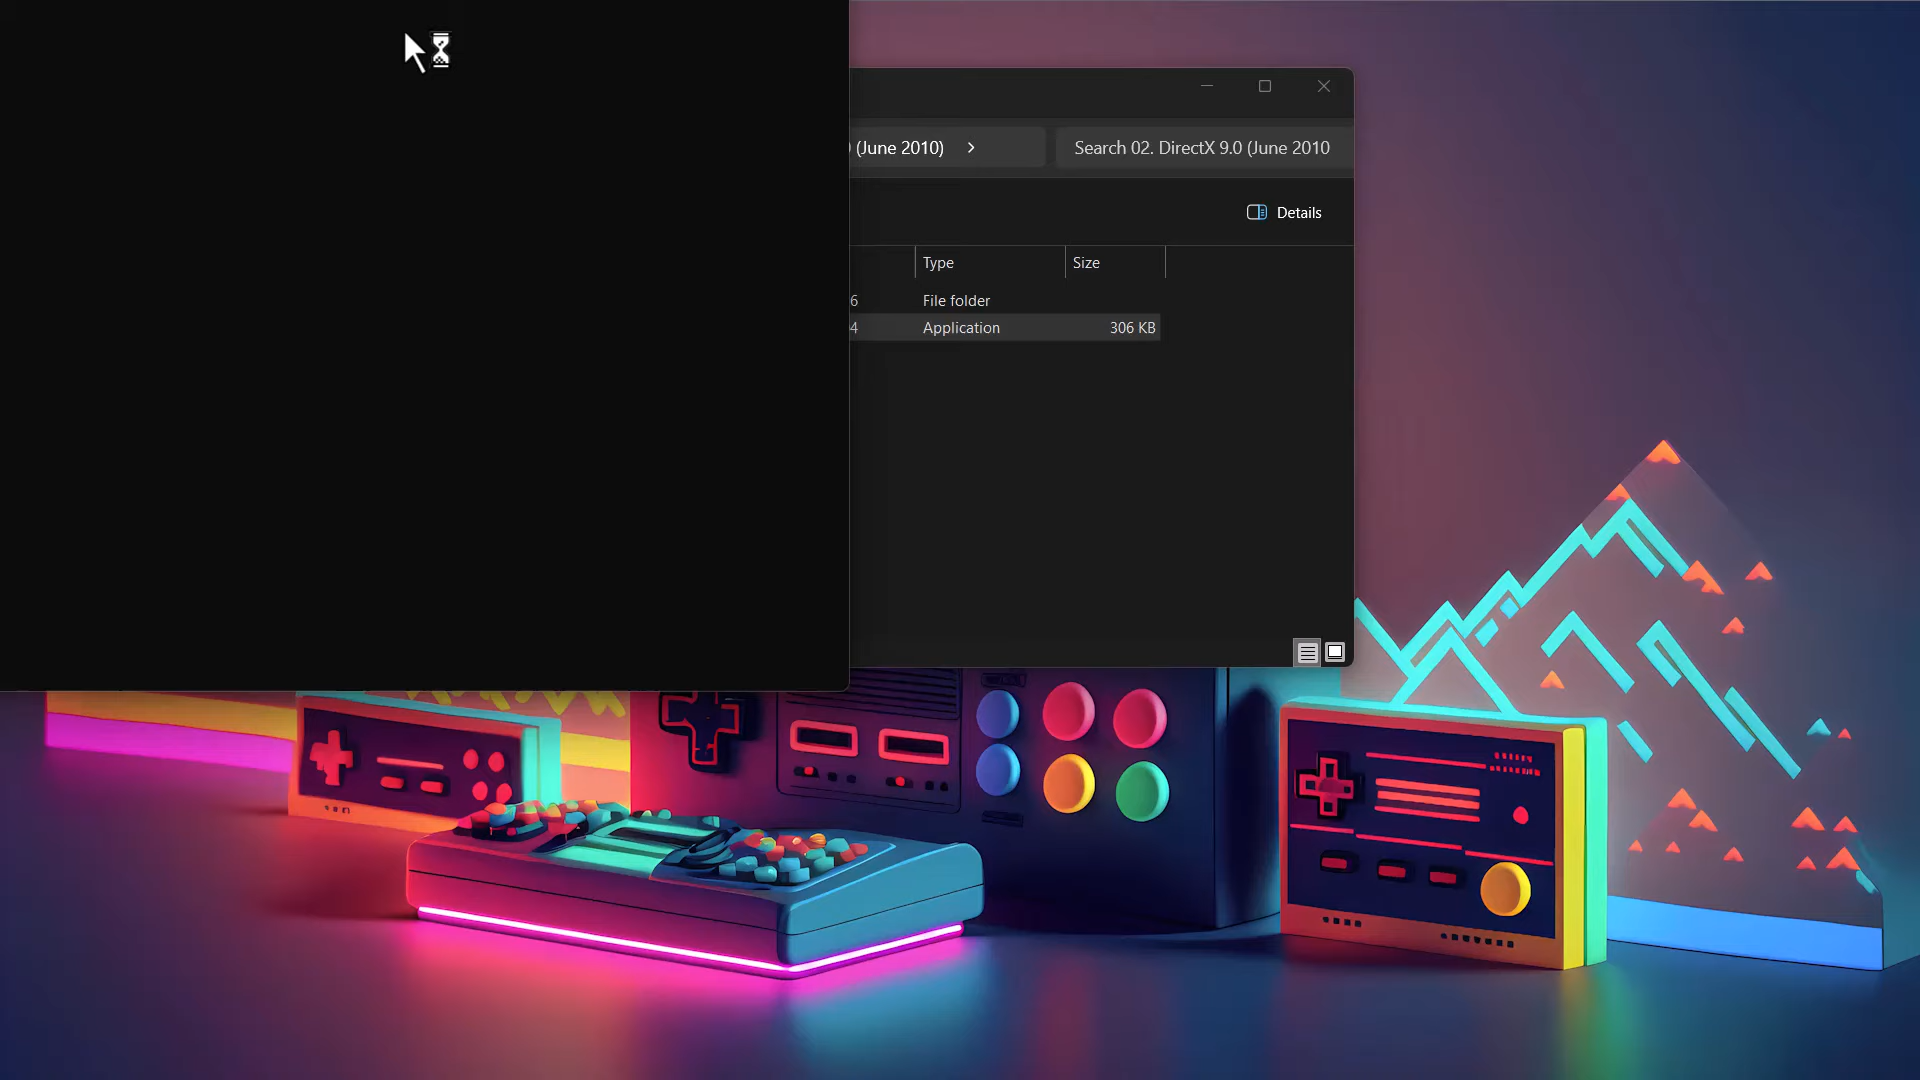 (June 2010)
Search 02. DirectX 9.0 (June 2010
Details
Type Size
6 File folder
4 Application 306 KB